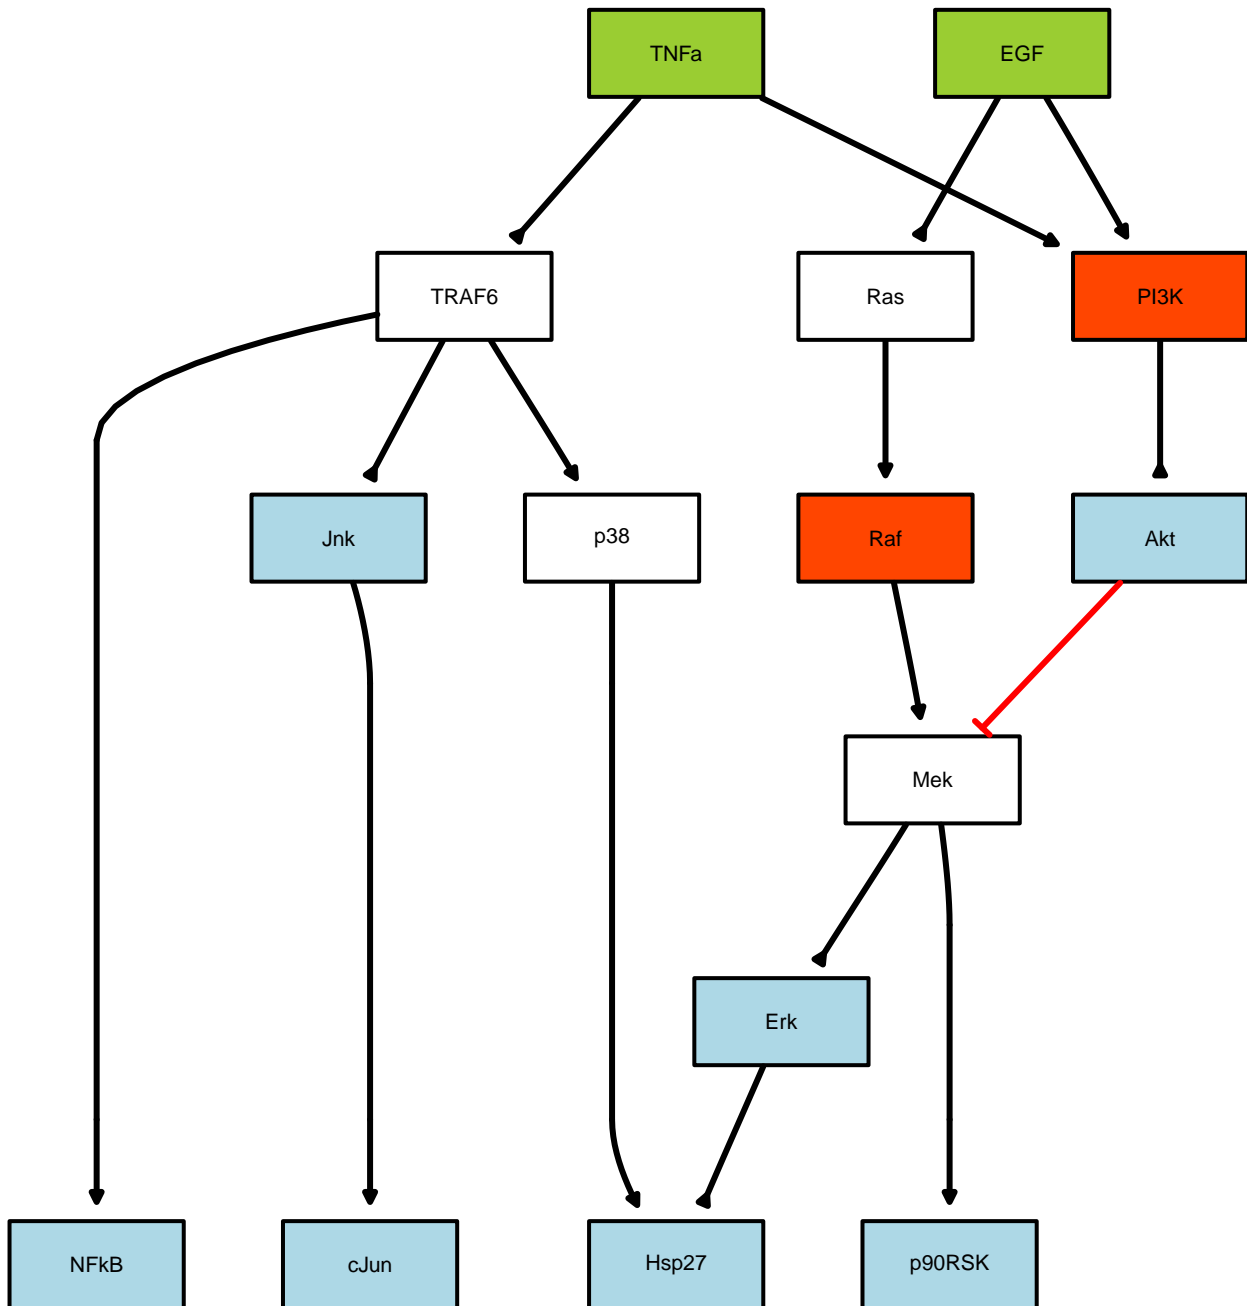 TNFa
EGF
TRAF6
Ras
PI3K
Jnk
p38
Raf
Akt
Mek
Erk
NFkB
cJun
Hsp27
p90RSK